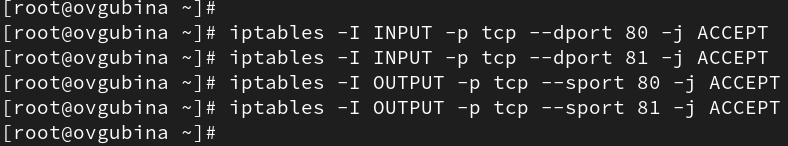 [root@ovgubina ~]#
[root@ovgubina ~]# iptables -I INPUT -p tcp --dport 80 -j ACCEPT
[root@ovgubina ~]# iptables -I INPUT -p tcp --dport 81 -j ACCEPT
[root@ovgubina ~]# iptables -I OUTPUT -p tcp --sport 80 -j ACCEPT
[root@ovgubina ~]# iptables -I OUTPUT -p tcp --sport 81 -j ACCEPT
[root@ovgubina ~]#